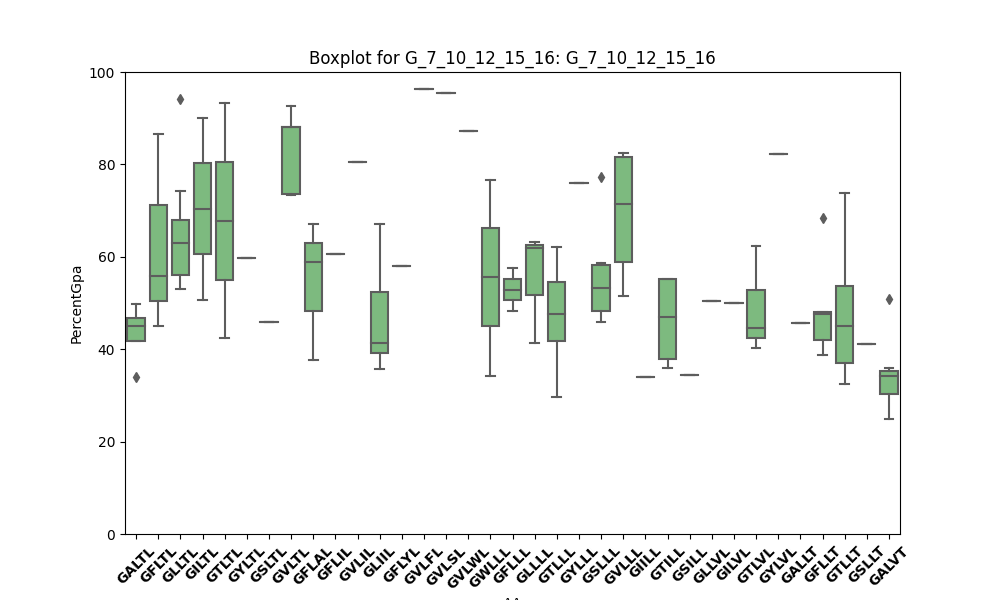 Boxplot for G_7_10_12_15_16: G_7_10_12_15_16
100
80
60
40
20
0
PercentGpa
GALTL GFLTL GLLTL GILTL GTLTL GYLTL GSLTL GVLTL GFLAL GFLIL GVLIL GLIIL GFLYL GVLFL GVLSL GVLWL GWLLL GFLLL GLLLL GTLLL GYLLL GSLLL GVLLL GIILL GTILL GSILL GLLVL GILVL GTLVL GYLVL GALLT GFLLT GTLLT GSLLT GALVT